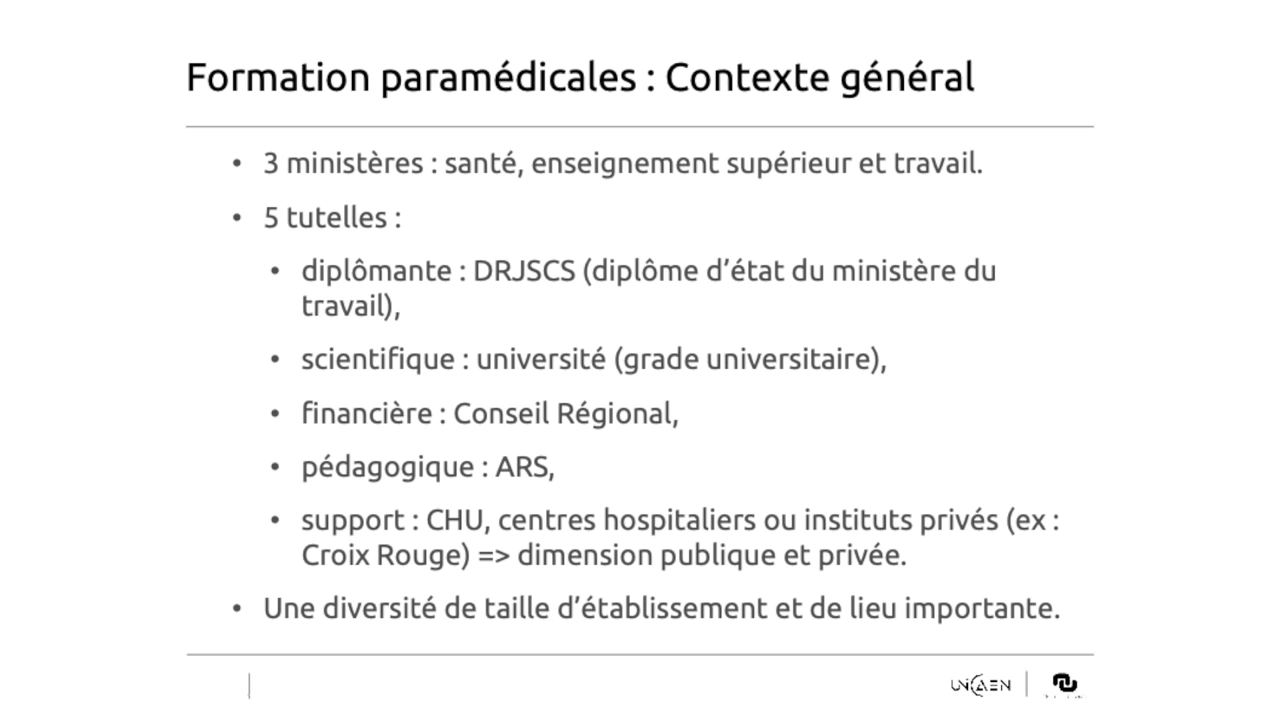 Formation paramédicales : Contexte général
• 3 ministères : santé, enseignement supérieur et travail.
• 5 tutelles :
• diplômante : DRJSCS (diplôme d’état du ministère du
travail),
• scientifique : université (grade universitaire),
• financière : Conseil Régional,
• pédagogique : ARS,
• support : CHU, centres hospitaliers ou instituts privés (ex :
Croix Rouge) => dimension publique et privée.
• Une diversité de taille d’établissement et de lieu importante.
UNICAEN